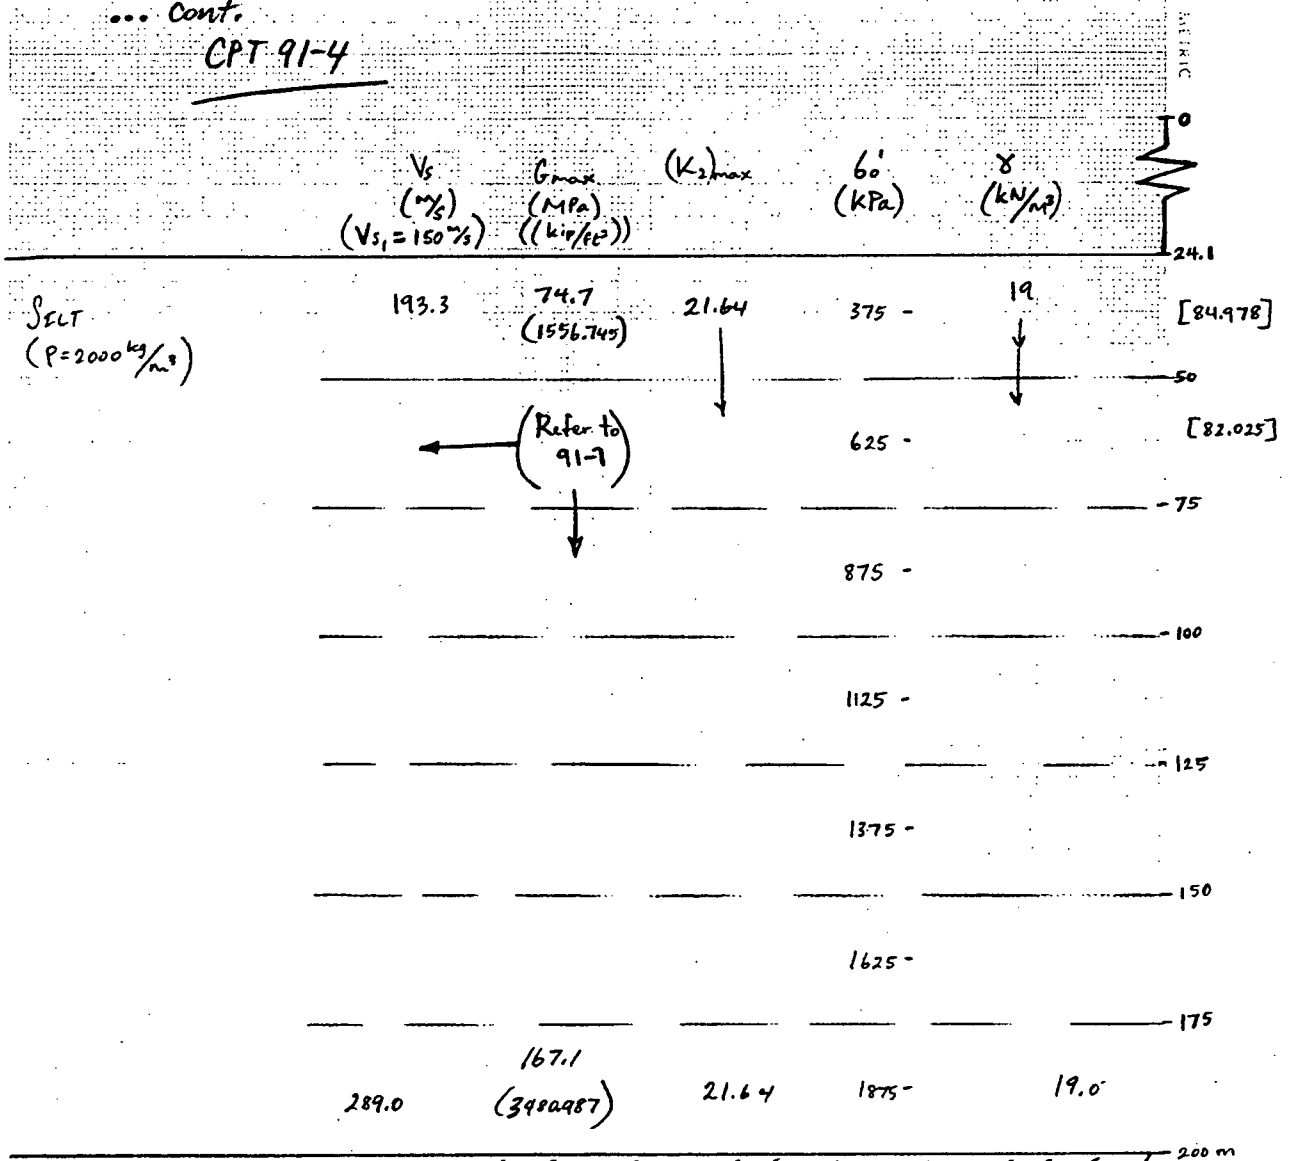 ... Cont.
CPT 91-4
METRIC
0
Vs Gmax (K2)max σo' γ
(m/s) (MPa) (kPa) (kN/m³)
(Vs1 = 150 m/s) ((kip/ft²))
24.1
SILT 193.3 74.7 21.64 375 - 19 [84.978]
(ρ=2000 kg/m³) (1556.745)
50
(Refer to 91-7) 625 - [82.025]
- 75
875 -
- 100
1125 -
- 125
1375 -
150
1625 -
175
167.1
289.0 21.64 1875 - 19.0
200 m